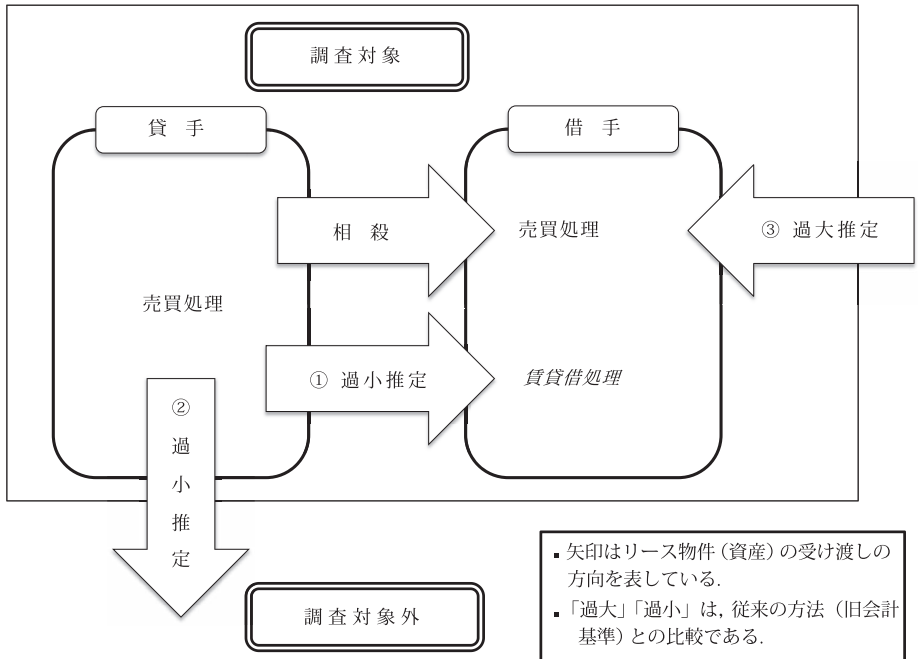 調査対象
貸 手
借 手
相 殺
売買処理
③ 過大推定
売買処理
① 過小推定
賃貸借処理
② 過小推定
調査対象外
▪ 矢印はリース物件(資産)の受け渡しの
方向を表している.
▪ 「過大」「過小」は, 従来の方法(旧会計
基準)との比較である.